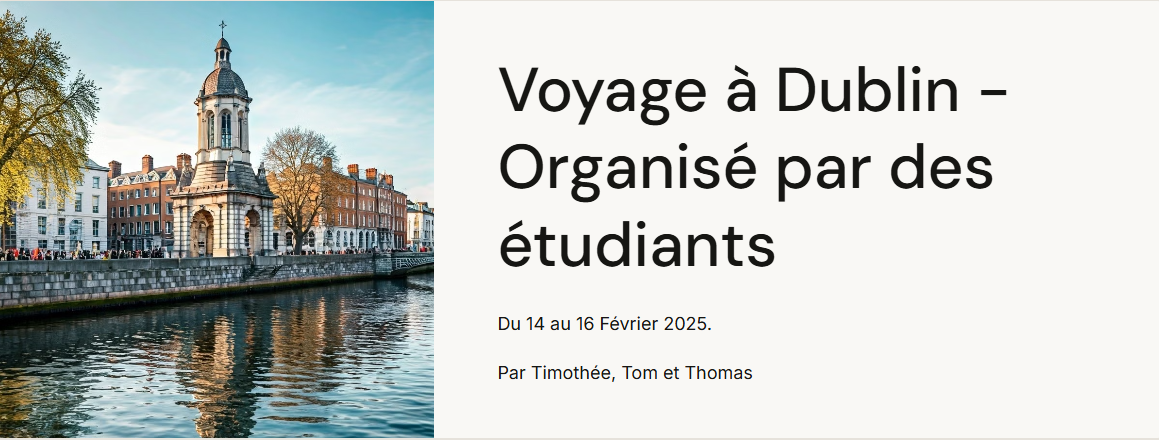 Voyage à Dublin -
Organisé par des
étudiants
Du 14 au 16 Février 2025.
Par Timothée, Tom et Thomas